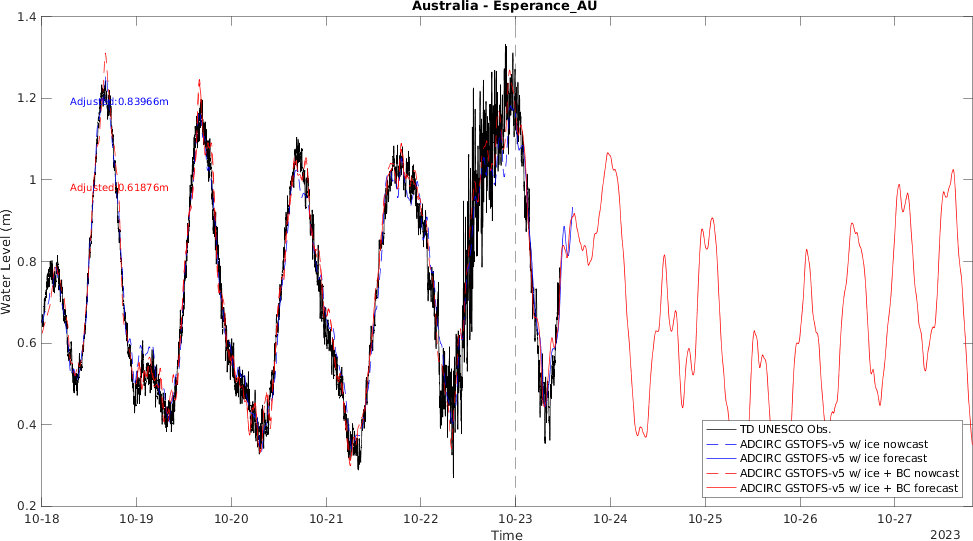 Australia - Esperance_AU
1.4
1.2
1
0.8
0.6
0.4
0.2
Water Level (m)
Adjusted:0.83966m
Adjusted:0.61876m
TD UNESCO Obs.
ADCIRC GSTOFS-v5 w/ ice nowcast
ADCIRC GSTOFS-v5 w/ ice forecast
ADCIRC GSTOFS-v5 w/ ice + BC nowcast
ADCIRC GSTOFS-v5 w/ ice + BC forecast
10-18 10-19 10-20 10-21 10-22 10-23 10-24 10-25 10-26 10-27
Time
2023